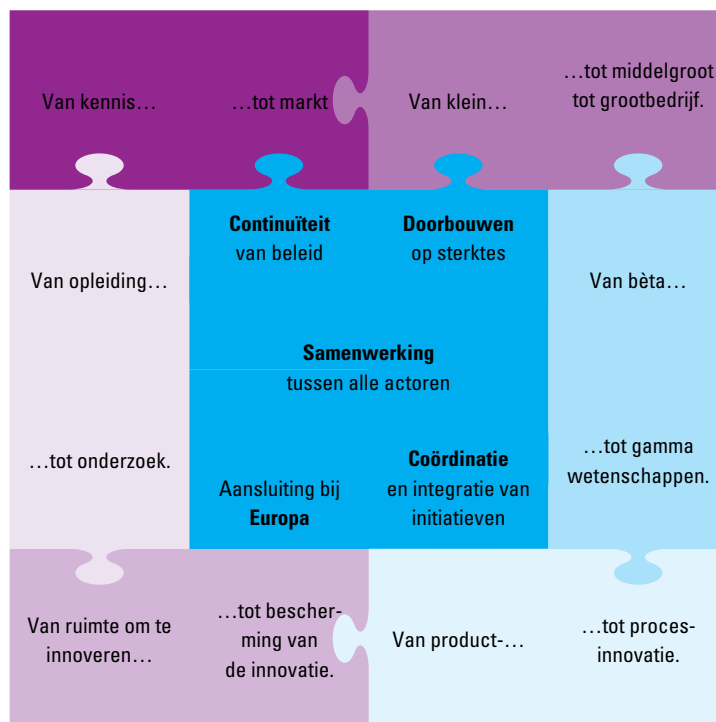 Van kennis…
…tot markt
Van klein…
…tot middelgroot
tot grootbedrijf.
Van opleiding…
…tot onderzoek.
Continuïteit
van beleid
Doorbouwen
op sterktes
Samenwerking
tussen alle actoren
Aansluiting bij
Europa
Coördinatie
en integratie van
initiatieven
Van bèta…
…tot gamma
wetenschappen.
Van ruimte om te
innoveren…
…tot bescher-
ming van
de innovatie.
Van product-…
…tot proces-
innovatie.